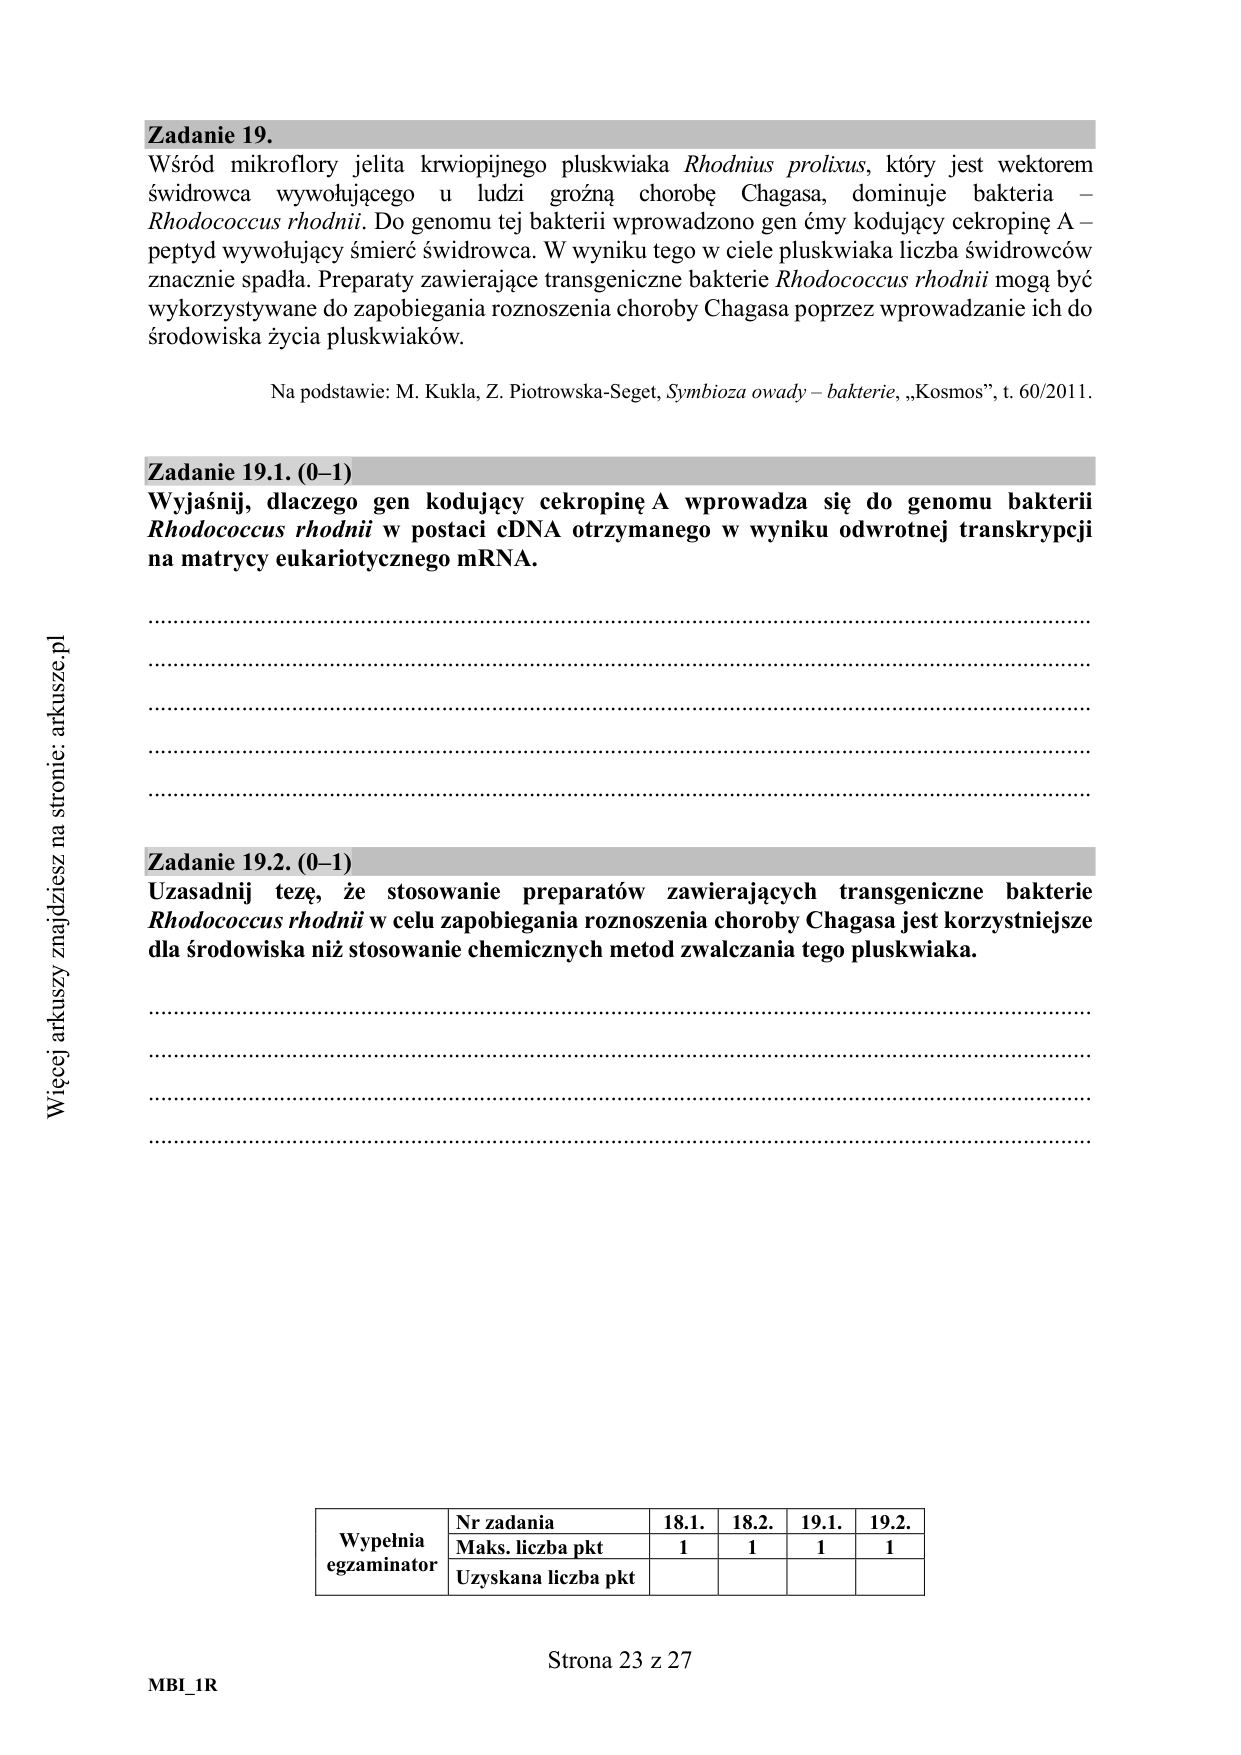 Zadanie 19.
Wśród mikroflory jelita krwiopijnego pluskwiaka Rhodnius prolixus, który jest wektorem
świdrowca wywołującego u ludzi groźną chorobę Chagasa, dominuje bakteria –
Rhodococcus rhodnii. Do genomu tej bakterii wprowadzono gen ćmy kodujący cekropinę A –
peptyd wywołujący śmierć świdrowca. W wyniku tego w ciele pluskwiaka liczba świdrowców
znacznie spadła. Preparaty zawierające transgeniczne bakterie Rhodococcus rhodnii mogą być
wykorzystywane do zapobiegania roznoszenia choroby Chagasa poprzez wprowadzanie ich do
środowiska życia pluskwiaków.
Na podstawie: M. Kukla, Z. Piotrowska-Seget, Symbioza owady – bakterie, „Kosmos”, t. 60/2011.
Zadanie 19.1. (0–1)
Wyjaśnij, dlaczego gen kodujący cekropinę A wprowadza się do genomu bakterii
Rhodococcus rhodnii w postaci cDNA otrzymanego w wyniku odwrotnej transkrypcji
na matrycy eukariotycznego mRNA.
Zadanie 19.2. (0–1)
Uzasadnij tezę, że stosowanie preparatów zawierających transgeniczne bakterie
Rhodococcus rhodnii w celu zapobiegania roznoszenia choroby Chagasa jest korzystniejsze
dla środowiska niż stosowanie chemicznych metod zwalczania tego pluskwiaka.
Więcej arkuszy znajdziesz na stronie: arkusze.pl
Wypełnia
egzaminator
Nr zadania 18.1. 18.2. 19.1. 19.2.
Maks. liczba pkt 1 1 1 1
Uzyskana liczba pkt
Strona 23 z 27
MBI_1R